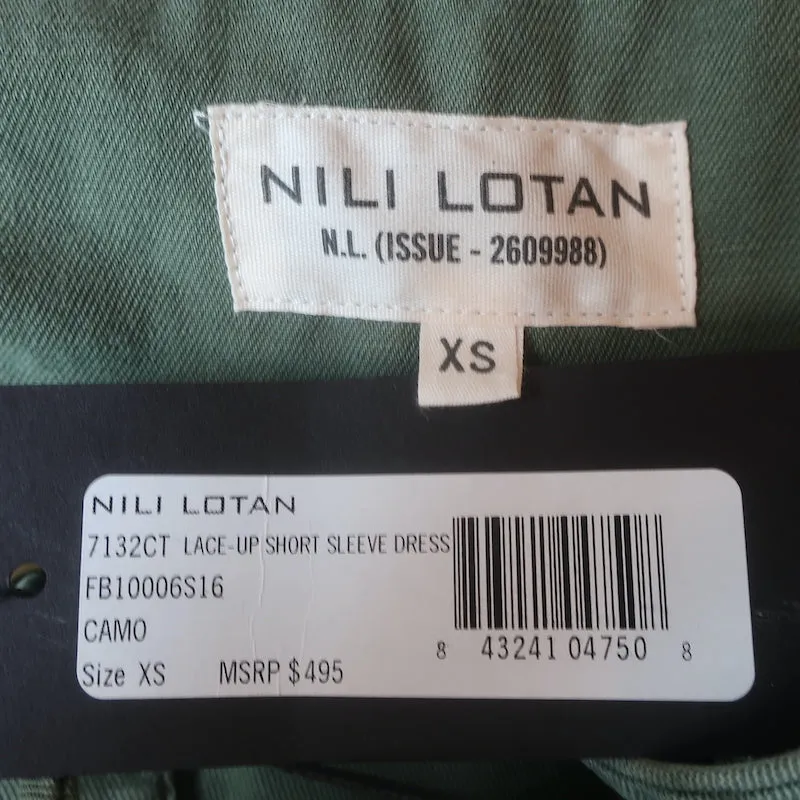 NILI LOTAN
N.L. (ISSUE - 2609988)
XS
NILI LOTAN
7132CT LACE-UP SHORT SLEEVE DRESS
FB10006S16
CAMO
Size XS MSRP $495
8 43241 04750 8